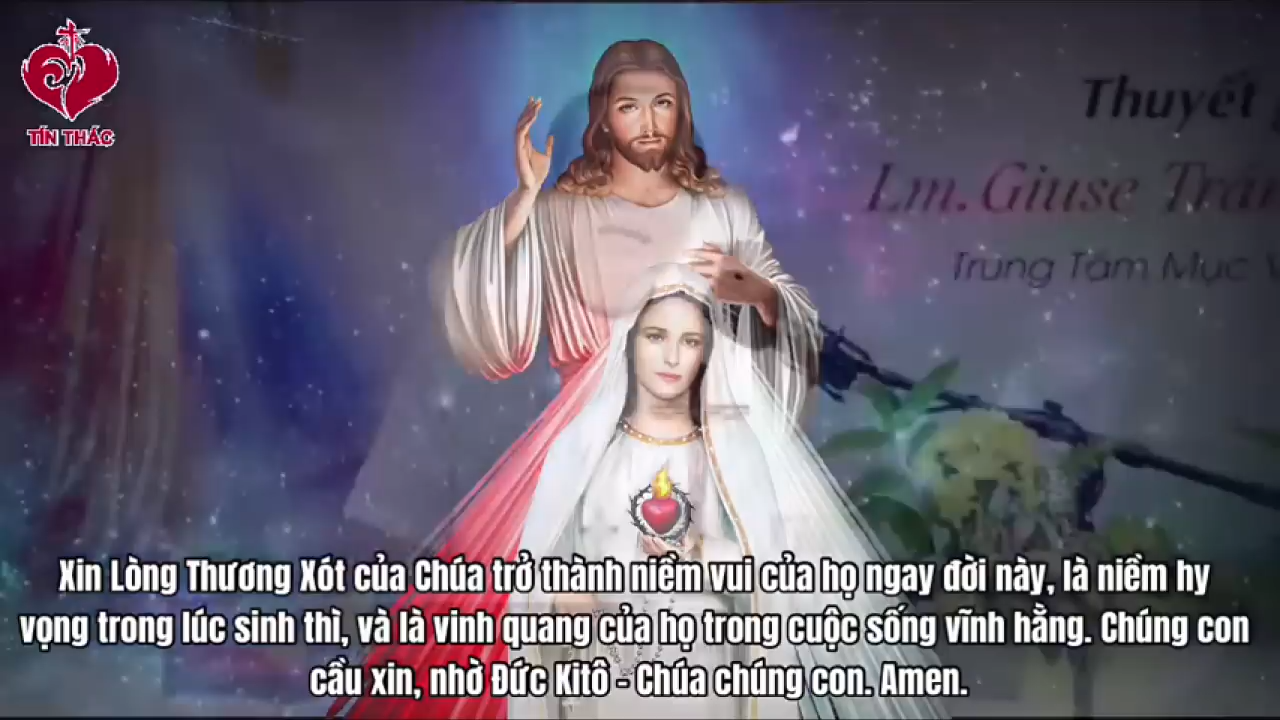 TÍN THÁC
Thuyết
Lm.Giuse Trần
Trung Tâm Mục
Xin Lòng Thương Xót của Chúa trở thành niềm vui của họ ngay đời này, là niềm hy
vọng trong lúc sinh thì, và là vinh quang của họ trong cuộc sống vĩnh hằng. Chúng con
cầu xin, nhờ Đức Kitô - Chúa chúng con. Amen.